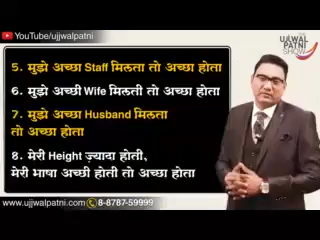 YouTube/ujjwalpatni
THE
UJJWAL
PATNI
SHOW
5. मुझे अच्छा Staff मिलता तो अच्छा होता
6. मुझे अच्छी Wife मिलती तो अच्छा होता
7. मुझे अच्छा Husband मिलता
तो अच्छा होता
8. मेरी Height ज़्यादा होती,
मेरी भाषा अच्छी होती तो अच्छा होता
www.ujjwalpatni.com 8-8787-59999